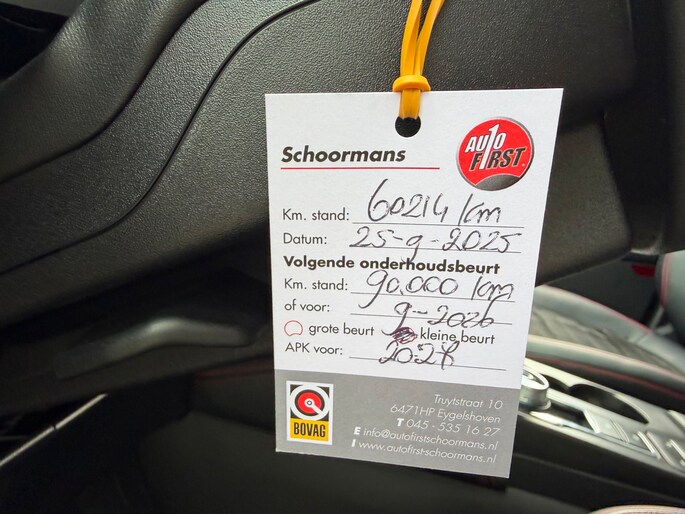 Schoormans
AUTO
FIRST
Km. stand: 60214 km
Datum: 25-9-2025
Volgende onderhoudsbeurt
Km. stand: 90.000 km
of voor: 9-2026
grote beurt kleine beurt
APK voor:
BOVAG
Truytstraat 10
6471HP Eygelshoven
T 045 - 535 16 27
E info@autofirstschoormans.nl
I www.autofirst-schoormans.nl